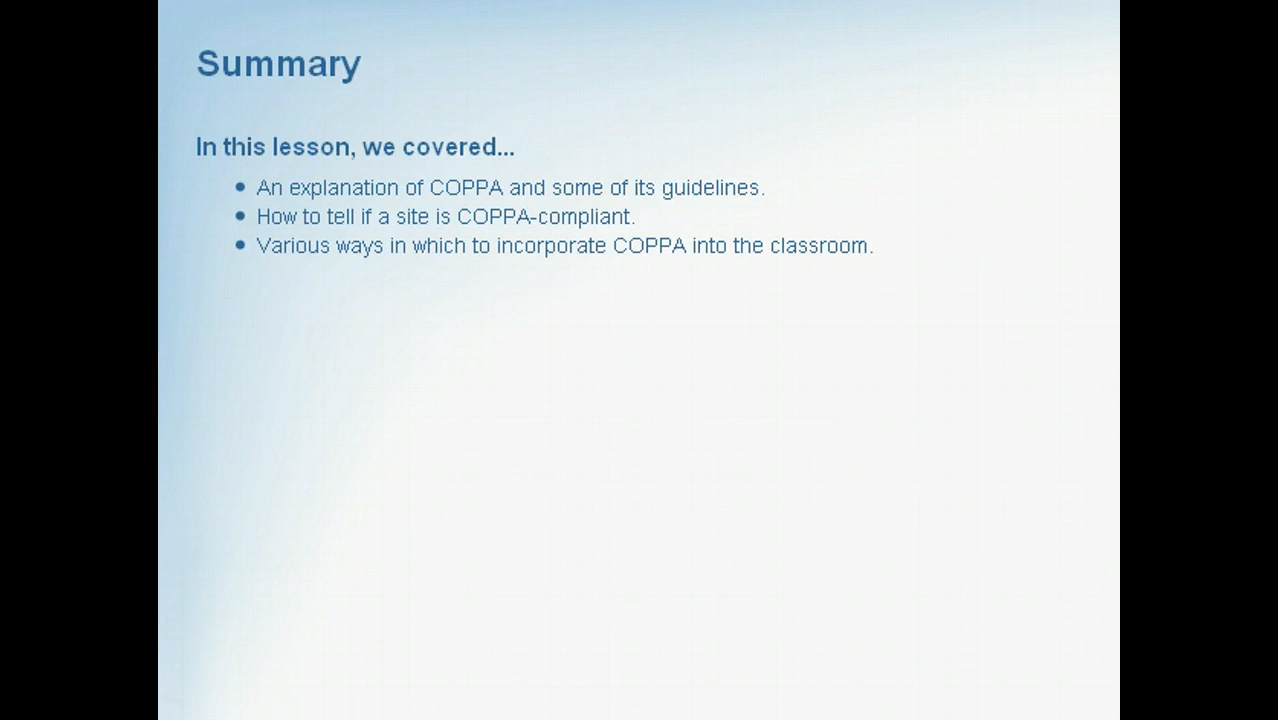 Summary
In this lesson, we covered...
• An explanation of COPPA and some of its guidelines.
• How to tell if a site is COPPA-compliant.
• Various ways in which to incorporate COPPA into the classroom.